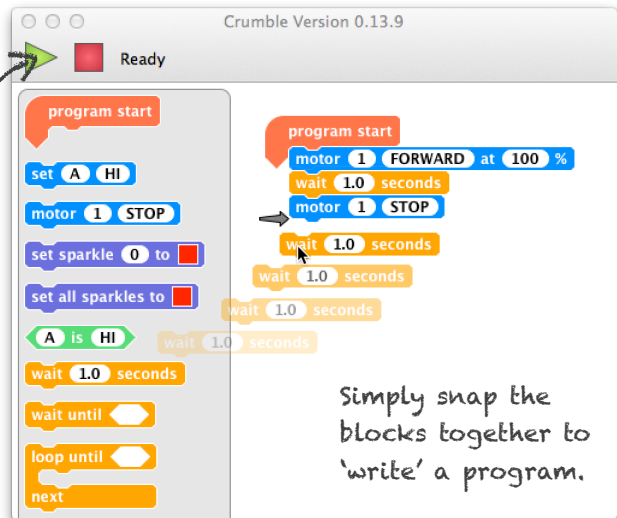 Crumble Version 0.13.9
Ready
program start
set A HI
motor 1 STOP
set sparkle 0 to
set all sparkles to
A is HI
wait 1.0 seconds
wait until
loop until
next
program start
motor 1 FORWARD at 100 %
wait 1.0 seconds
motor 1 STOP
wait 1.0 seconds
wait 1.0 seconds
wait 1.0 seconds
wait 1.0 seconds
Simply snap the
blocks together to
‘write’ a program.